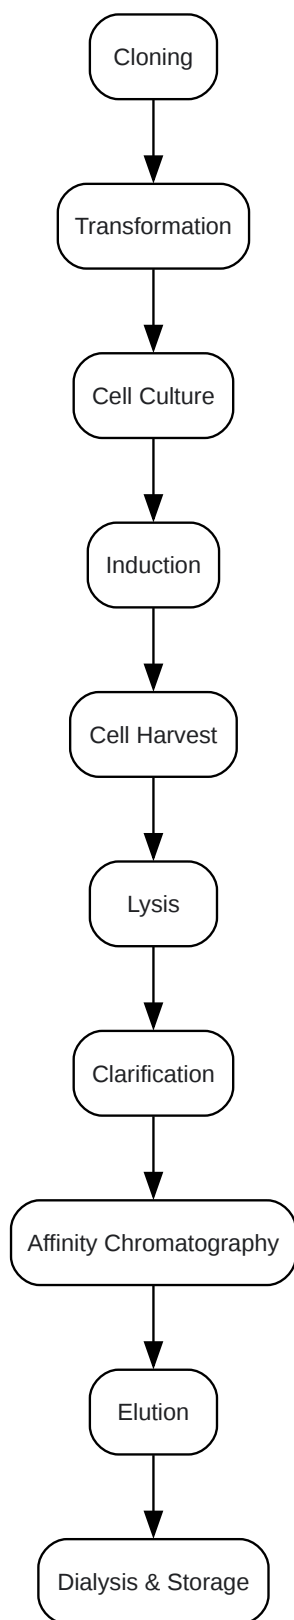 Cloning
Transformation
Cell Culture
Induction
Cell Harvest
Lysis
Clarification
Affinity Chromatography
Elution
Dialysis & Storage